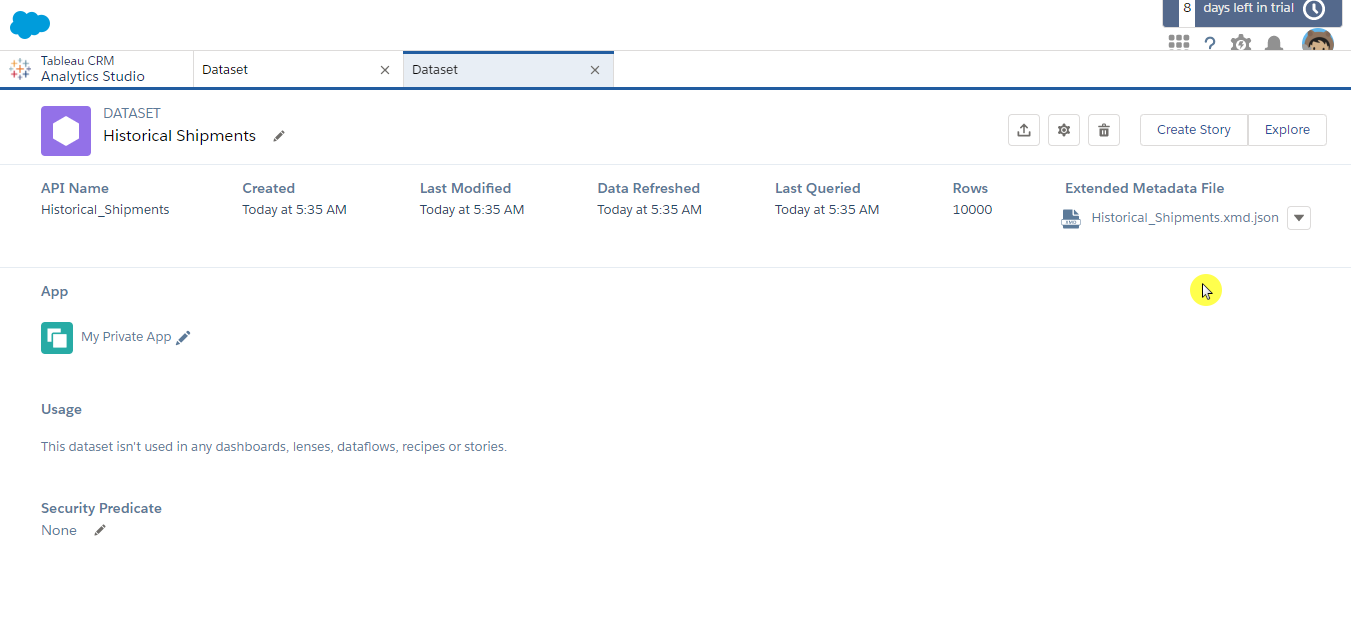 8 days left in trial
?
Tableau CRM
Analytics Studio
Dataset
Dataset
DATASET
Historical Shipments
Create Story
Explore
API Name
Historical_Shipments
Created
Today at 5:35 AM
Last Modified
Today at 5:35 AM
Data Refreshed
Today at 5:35 AM
Last Queried
Today at 5:35 AM
Rows
10000
Extended Metadata File
Historical_Shipments.xmd.json
App
My Private App
Usage
This dataset isn't used in any dashboards, lenses, dataflows, recipes or stories.
Security Predicate
None